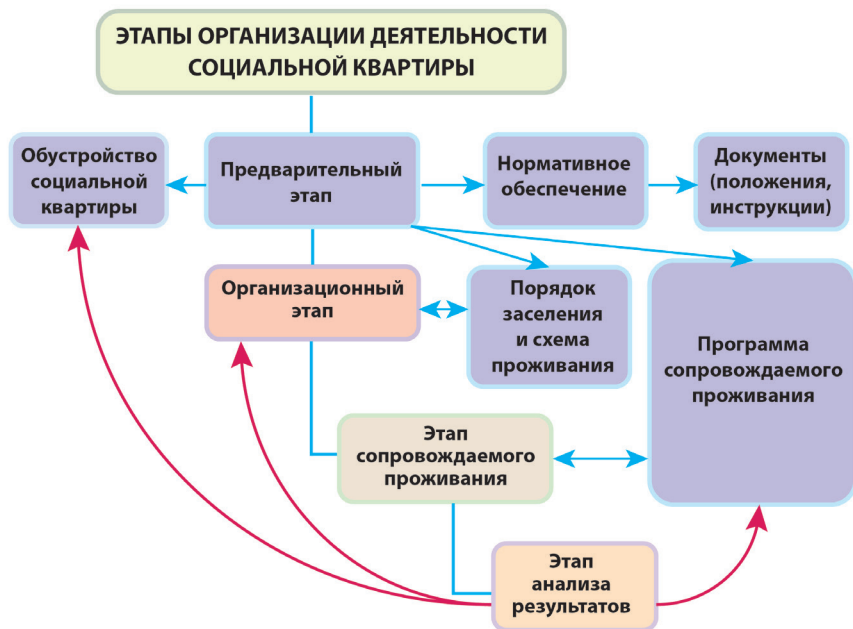 ЭТАПЫ ОРГАНИЗАЦИИ ДЕЯТЕЛЬНОСТИ
СОЦИАЛЬНОЙ КВАРТИРЫ
Обустройство
социальной
квартиры
Предварительный
этап
Нормативное
обеспечение
Документы
(положения,
инструкции)
Организационный
этап
Порядок
заселения
и схема
проживания
Программа
сопровождаемого
проживания
Этап
сопровождаемого
проживания
Этап
анализа
результатов